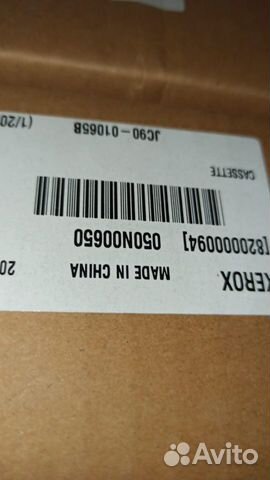 XEROX. MADE IN CHINA 20
[820000094] 050N00650
CASSETTE
JC90-01065B (1/20
Avito